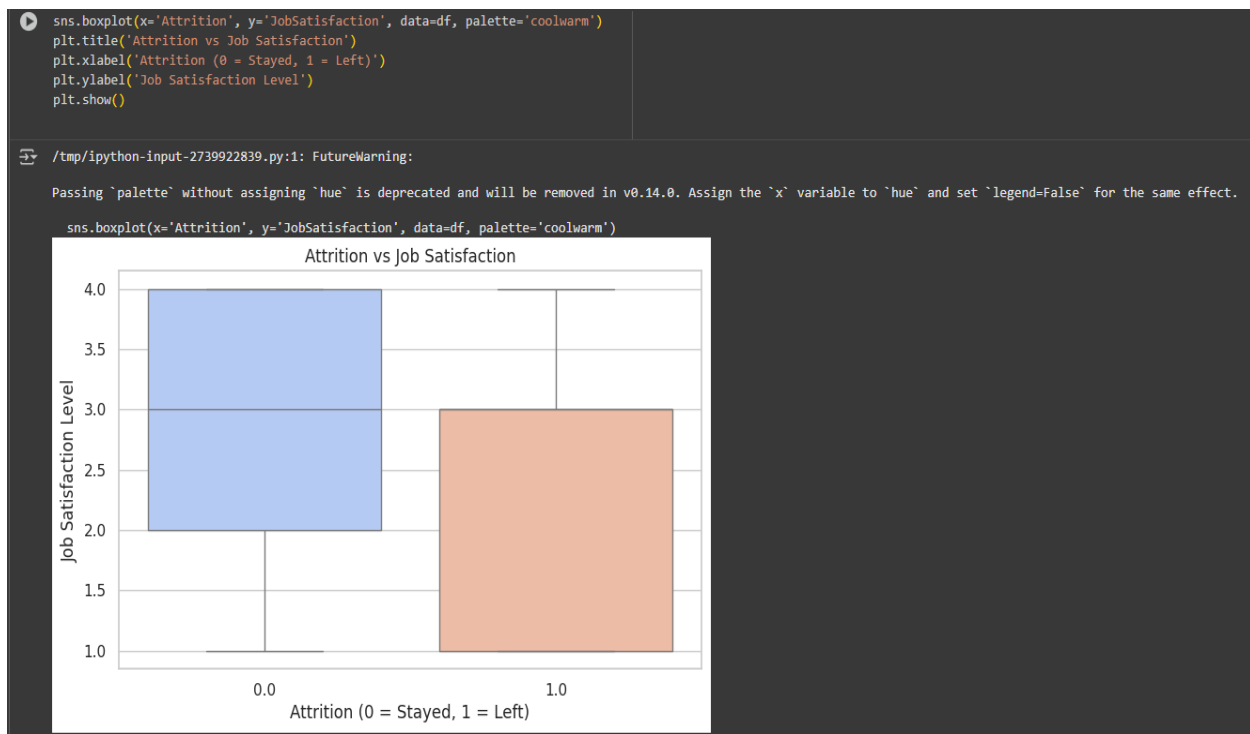 sns.boxplot(x='Attrition', y='JobSatisfaction', data=df, palette='coolwarm')
plt.title('Attrition vs Job Satisfaction')
plt.xlabel('Attrition (0 = Stayed, 1 = Left)')
plt.ylabel('Job Satisfaction Level')
plt.show()
/tmp/ipython-input-2739922839.py:1: FutureWarning:
Passing `palette` without assigning `hue` is deprecated and will be removed in v0.14.0. Assign the `x` variable to `hue` and set `legend=False` for the same effect.
sns.boxplot(x='Attrition', y='JobSatisfaction', data=df, palette='coolwarm')
Attrition vs Job Satisfaction
4.0
3.5
3.0
2.5
2.0
1.5
1.0
Job Satisfaction Level
0.0 1.0
Attrition (0 = Stayed, 1 = Left)